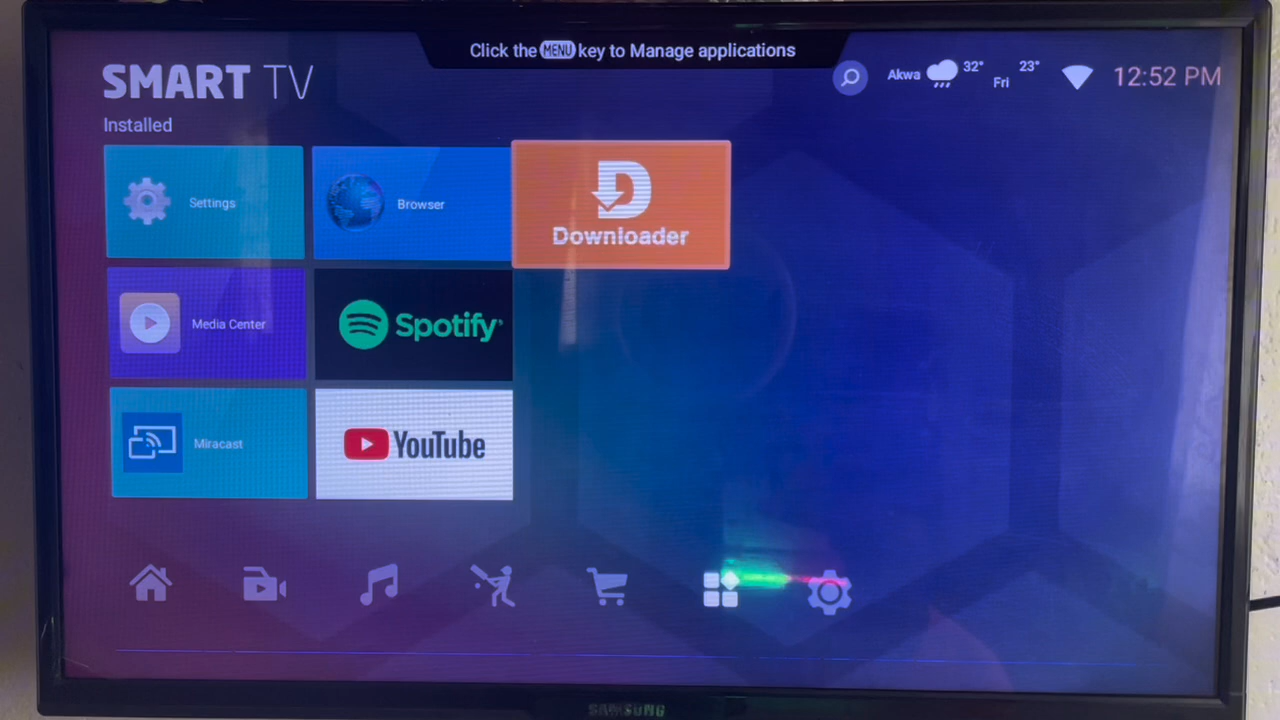 Click the MENU key to Manage applications
SMART TV
Akwa
32°
Fri
23°
12:52 PM
Installed
Settings
Browser
Downloader
Media Center
Spotify
Miracast
YouTube
SAMSUNG